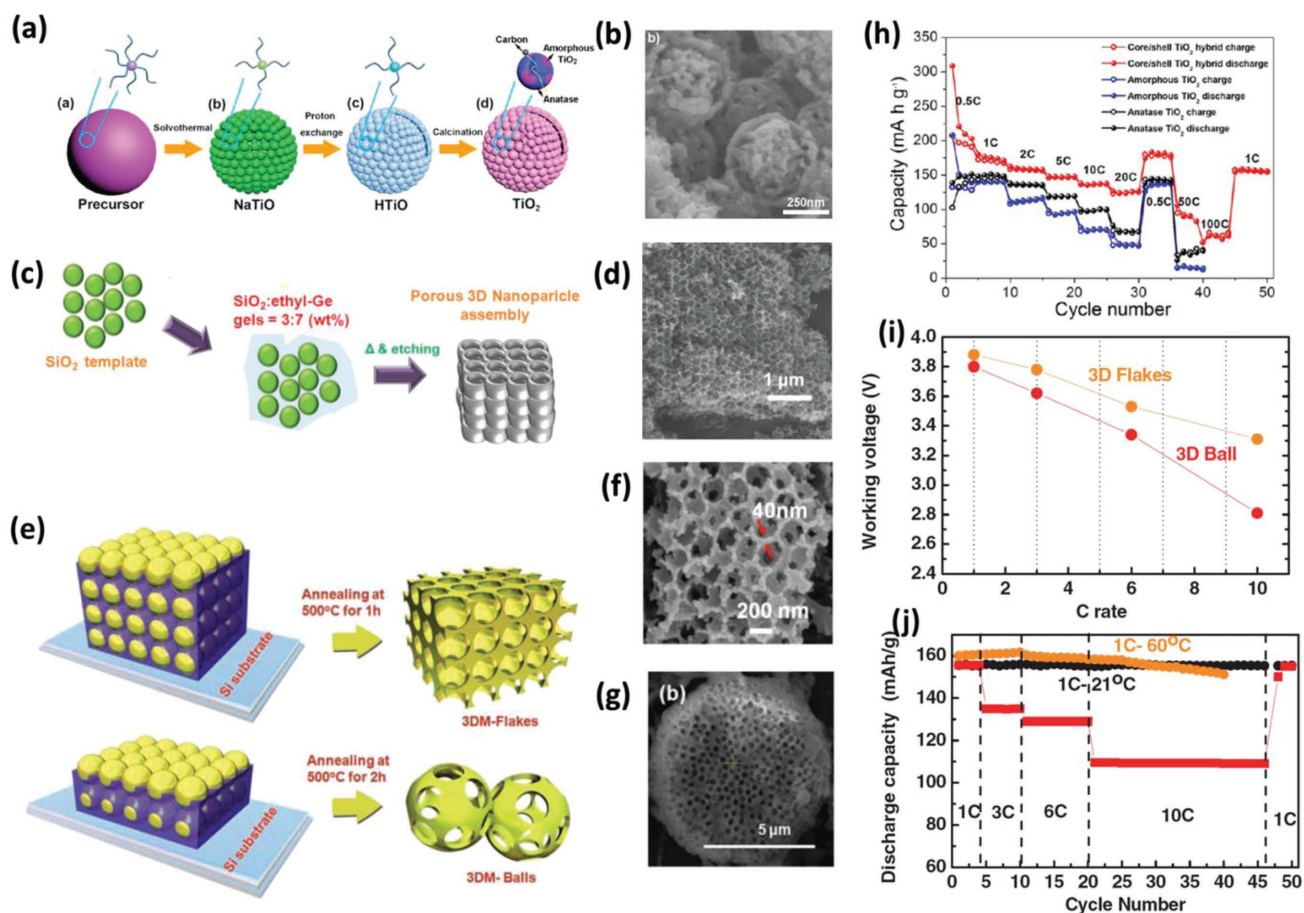 (a)
Carbon
Amorphous
TiO2
Anatase
(a)
(b)
(c)
(d)
Solvothermal
Proton
exchange
Calcination
Precursor
NaTiO
HTiO
TiO2
(b)
b)
250nm
(c)
SiO2 template
SiO2:ethyl-Ge
gels = 3:7 (wt%)
Δ & etching
Porous 3D Nanoparicle
assembly
(d)
1 µm
(e)
Si substrate
Annealing at
500°C for 1h
3DM-Flakes
Si substrate
Annealing at
500°C for 2h
3DM- Balls
(f)
40nm
200 nm
(g)
(b)
5 µm
(h)
Capacity (mA h g-1)
350
300
250
200
150
100
50
0
Core/shell TiO2 hybrid charge
Core/shell TiO2 hybrid discharge
Amorphous TiO2 charge
Amorphous TiO2 discharge
Anatase TiO2 charge
Anatase TiO2 discharge
0.5C
1C
2C
5C
10C
20C
0.5C
50C
100C
1C
0 10 20 30 40 50
Cycle number
(i)
Working voltage (V)
4.0
3.8
3.6
3.4
3.2
3.0
2.8
2.6
2.4
3D Flakes
3D Ball
0 2 4 6 8 10
C rate
(j)
Discharge capacity (mAh/g)
160
140
120
100
80
60
1C- 60°C
1C-21°C
1C 3C 6C 10C 1C
0 5 10 15 20 25 30 35 40 45 50
Cycle Number